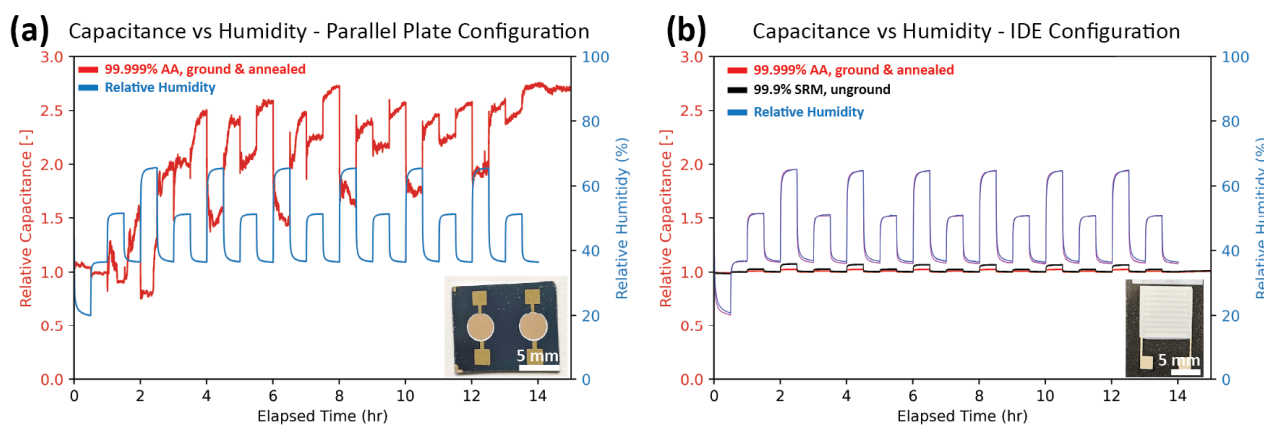 (a) Capacitance vs Humidity - Parallel Plate Configuration
3.0
2.5
2.0
1.5
1.0
0.5
0.0
Relative Capacitance [-]
99.999% AA, ground & annealed
Relative Humidity
100
80
60
40
20
0
Relative Humitidy (%)
5 mm
0 2 4 6 8 10 12 14
Elapsed Time (hr)
(b) Capacitance vs Humidity - IDE Configuration
3.0
2.5
2.0
1.5
1.0
0.5
0.0
Relative Capacitance [-]
99.999% AA, ground & annealed
99.9% SRM, unground
Relative Humidity
100
80
60
40
20
0
Relative Humitidy (%)
5 mm
0 2 4 6 8 10 12 14
Elapsed Time (hr)